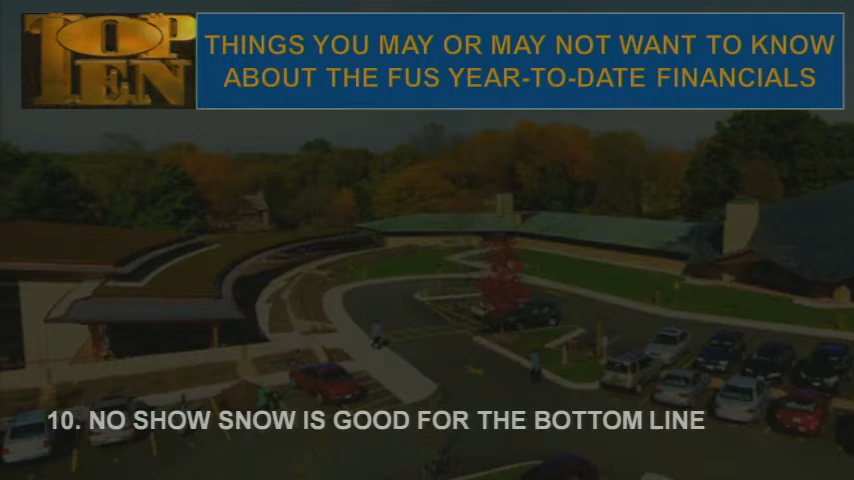 TOP
TEN
THINGS YOU MAY OR MAY NOT WANT TO KNOW
ABOUT THE FUS YEAR-TO-DATE FINANCIALS
10. NO SHOW SNOW IS GOOD FOR THE BOTTOM LINE